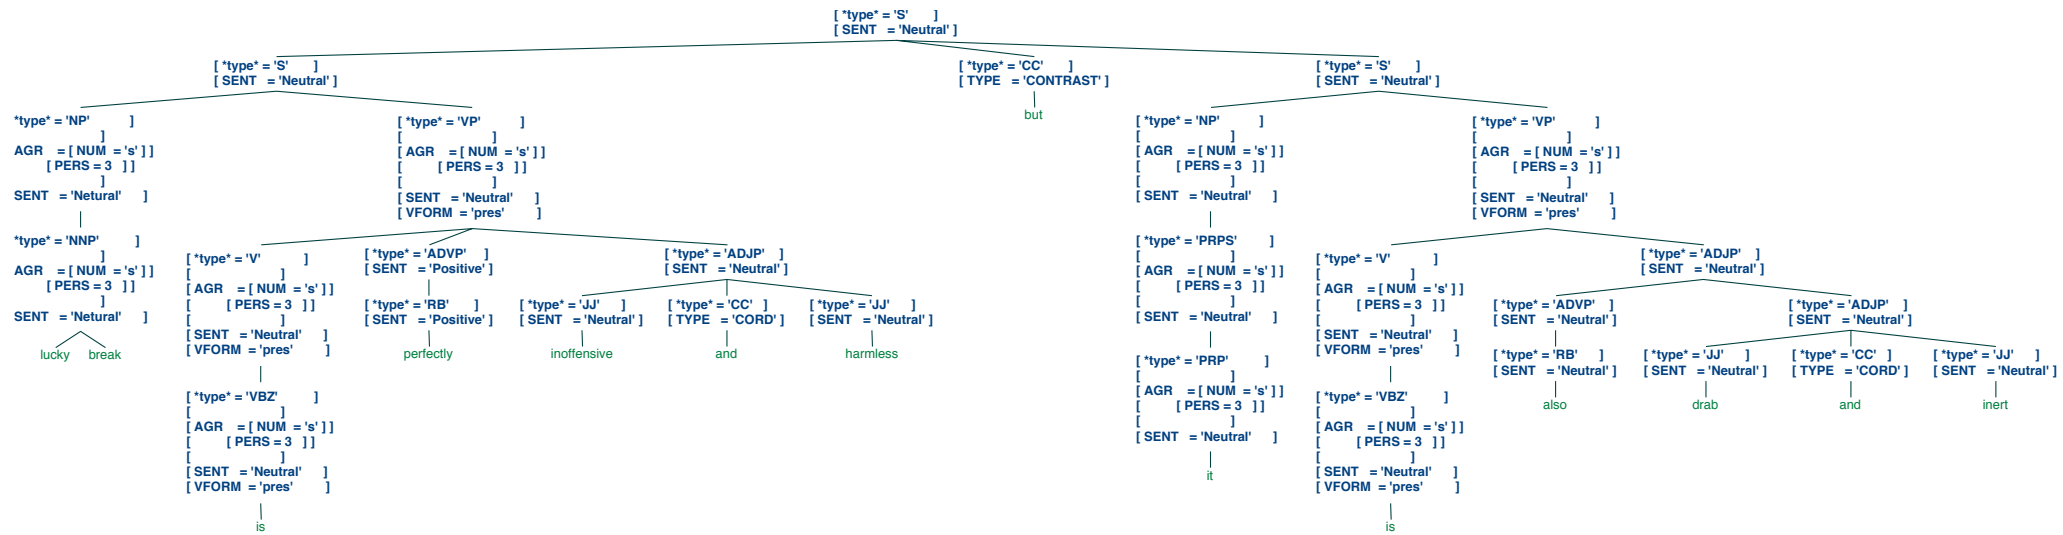 [ *type* = 'S' ]
[ SENT = 'Neutral' ]
[ *type* = 'S' ]
[ SENT = 'Neutral' ]
[ *type* = 'CC' ]
[ TYPE = 'CONTRAST' ]
[ *type* = 'S' ]
[ SENT = 'Neutral' ]
*type* = 'NP' ]
]
AGR = [ NUM = 's' ] ]
[ PERS = 3 ] ]
]
SENT = 'Netural' ]
[ *type* = 'VP' ]
[ ]
[ AGR = [ NUM = 's' ] ]
[ [ PERS = 3 ] ]
[ ]
[ SENT = 'Neutral' ]
[ VFORM = 'pres' ]
but
[ *type* = 'NP' ]
[ ]
[ AGR = [ NUM = 's' ] ]
[ [ PERS = 3 ] ]
[ ]
[ SENT = 'Neutral' ]
[ *type* = 'VP' ]
[ ]
[ AGR = [ NUM = 's' ] ]
[ [ PERS = 3 ] ]
[ ]
[ SENT = 'Neutral' ]
[ VFORM = 'pres' ]
*type* = 'NNP' ]
]
AGR = [ NUM = 's' ] ]
[ PERS = 3 ] ]
]
SENT = 'Netural' ]
lucky break
[ *type* = 'V' ]
[ ]
[ AGR = [ NUM = 's' ] ]
[ [ PERS = 3 ] ]
[ ]
[ SENT = 'Neutral' ]
[ VFORM = 'pres' ]
[ *type* = 'VBZ' ]
[ ]
[ AGR = [ NUM = 's' ] ]
[ [ PERS = 3 ] ]
[ ]
[ SENT = 'Neutral' ]
[ VFORM = 'pres' ]
is
[ *type* = 'ADVP' ]
[ SENT = 'Positive' ]
[ *type* = 'RB' ]
[ SENT = 'Positive' ]
perfectly
[ *type* = 'ADJP' ]
[ SENT = 'Neutral' ]
[ *type* = 'JJ' ]
[ SENT = 'Neutral' ]
inoffensive
[ *type* = 'CC' ]
[ TYPE = 'CORD' ]
and
[ *type* = 'JJ' ]
[ SENT = 'Neutral' ]
harmless
[ *type* = 'PRPS' ]
[ ]
[ AGR = [ NUM = 's' ] ]
[ [ PERS = 3 ] ]
[ ]
[ SENT = 'Neutral' ]
[ *type* = 'PRP' ]
[ ]
[ AGR = [ NUM = 's' ] ]
[ [ PERS = 3 ] ]
[ ]
[ SENT = 'Neutral' ]
it
[ *type* = 'V' ]
[ ]
[ AGR = [ NUM = 's' ] ]
[ [ PERS = 3 ] ]
[ ]
[ SENT = 'Neutral' ]
[ VFORM = 'pres' ]
[ *type* = 'VBZ' ]
[ ]
[ AGR = [ NUM = 's' ] ]
[ [ PERS = 3 ] ]
[ ]
[ SENT = 'Neutral' ]
[ VFORM = 'pres' ]
is
[ *type* = 'ADJP' ]
[ SENT = 'Neutral' ]
[ *type* = 'ADVP' ]
[ SENT = 'Neutral' ]
[ *type* = 'RB' ]
[ SENT = 'Neutral' ]
also
[ *type* = 'ADJP' ]
[ SENT = 'Neutral' ]
[ *type* = 'JJ' ]
[ SENT = 'Neutral' ]
drab
[ *type* = 'CC' ]
[ TYPE = 'CORD' ]
and
[ *type* = 'JJ' ]
[ SENT = 'Neutral' ]
inert